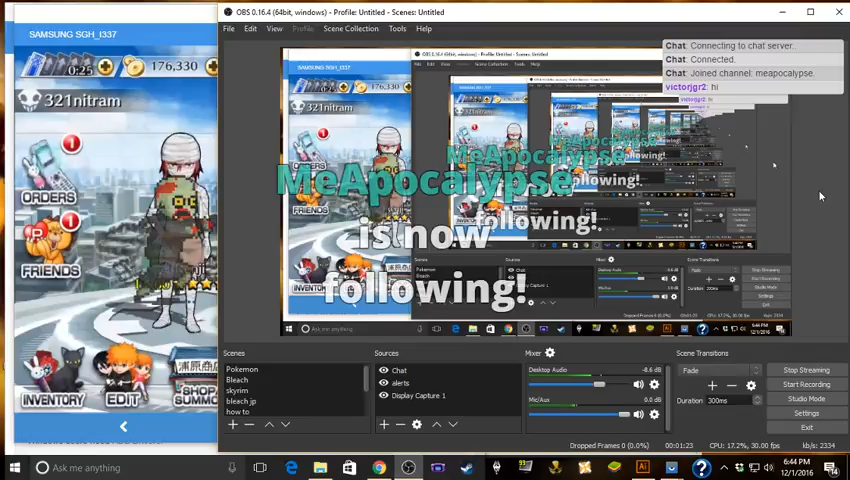 SAMSUNG SGH_I337
0:25
176,330
321nitram
1
ORDERS
1
FRIENDS
INVENTORY
EDIT
SHOP
SUMMO
OBS 0.16.4 (64bit, windows) - Profile: Untitled - Scenes: Untitled
File Edit View Profile Scene Collection Tools Help
Chat: Connecting to chat server..
Chat: Connected.
Chat: Joined channel: meapocalypse.
victorjgr2: hi
MeApocalypse
is now
following!
Scenes
Pokemon
Bleach
skyrim
bleach jp
how to
Sources
Chat
alerts
Display Capture 1
Mixer
Desktop Audio -8.6 dB
Mic/Aux 0.0 dB
Scene Transitions
Fade
Duration 300ms
Stop Streaming
Start Recording
Studio Mode
Settings
Exit
Dropped Frames 0 (0.0%) 00:01:23 CPU: 17.2%, 30.00 fps kb/s: 2334
Ask me anything
6:44 PM
12/1/2016